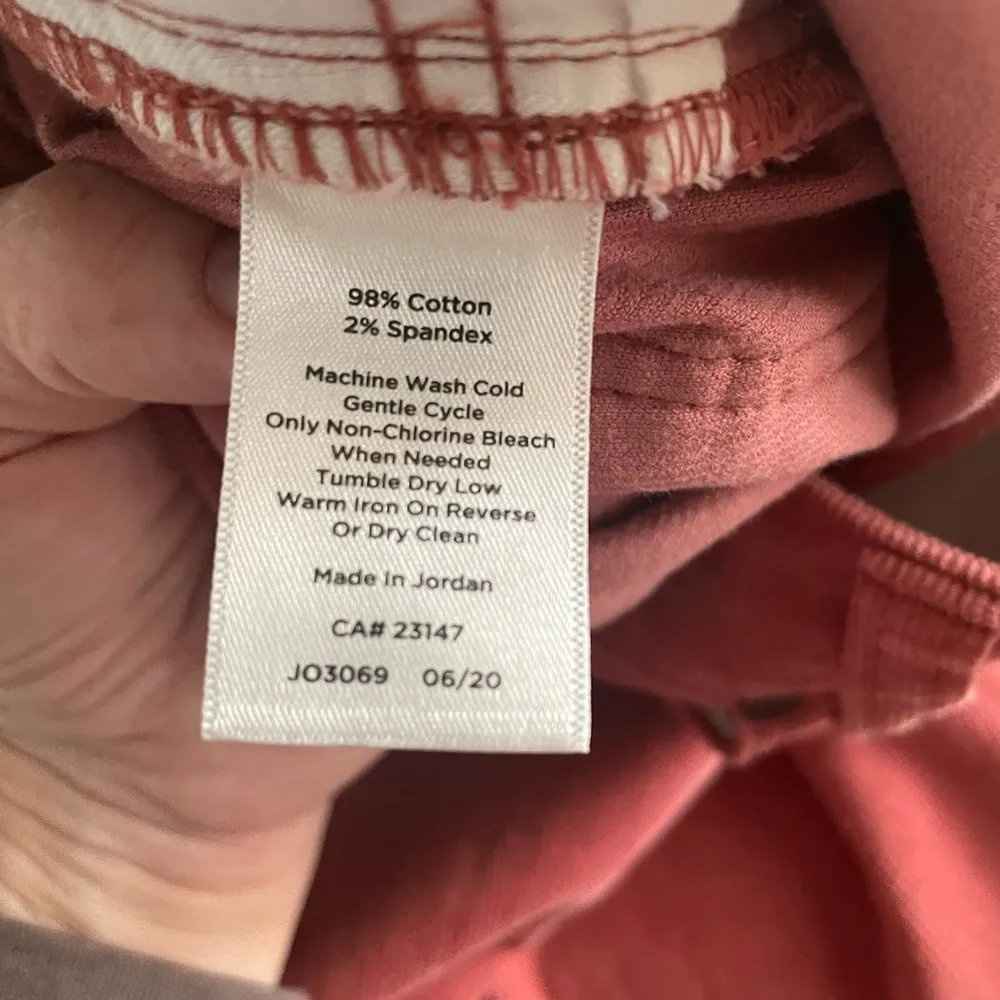 98% Cotton
2% Spandex
Machine Wash Cold
Gentle Cycle
Only Non-Chlorine Bleach
When Needed
Tumble Dry Low
Warm Iron On Reverse
Or Dry Clean
Made In Jordan
CA# 23147
JO3069 06/20